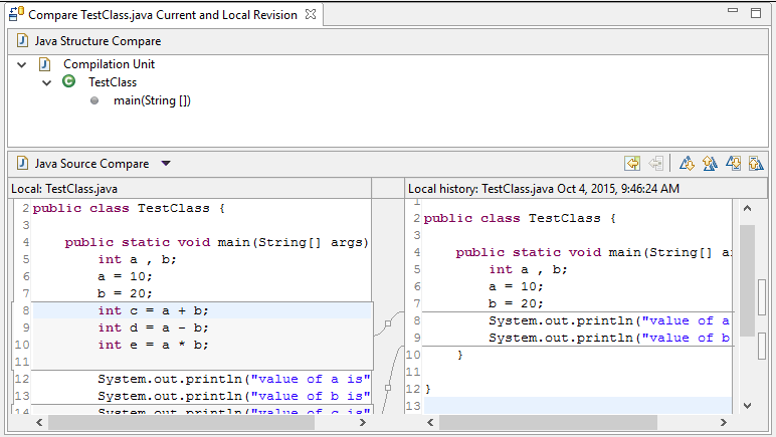 Compare TestClass.java Current and Local Revision
Java Structure Compare
Compilation Unit
TestClass
main(String [])
Java Source Compare
Local: TestClass.java
2 public class TestClass {
3
4 public static void main(String[] args)
5 int a , b;
6 a = 10;
7 b = 20;
8 int c = a + b;
9 int d = a - b;
10 int e = a * b;
11
12 System.out.println("value of a is"
13 System.out.println("value of b is"
14 System.out.println("value of c is"
Local history: TestClass.java Oct 4, 2015, 9:46:24 AM
1
2 public class TestClass {
3
4 public static void main(String[] a
5 int a , b;
6 a = 10;
7 b = 20;
8 System.out.println("value of a
9 System.out.println("value of b
10 }
11
12 }
13